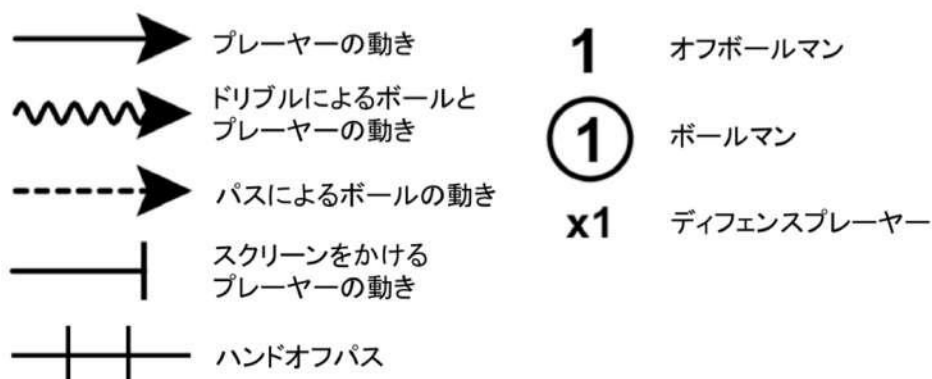 プレーヤーの動き
ドリブルによるボールと
プレーヤーの動き
パスによるボールの動き
スクリーンをかける
プレーヤーの動き
ハンドオフパス
1 オフボールマン
1 ボールマン
x1 ディフェンスプレーヤー